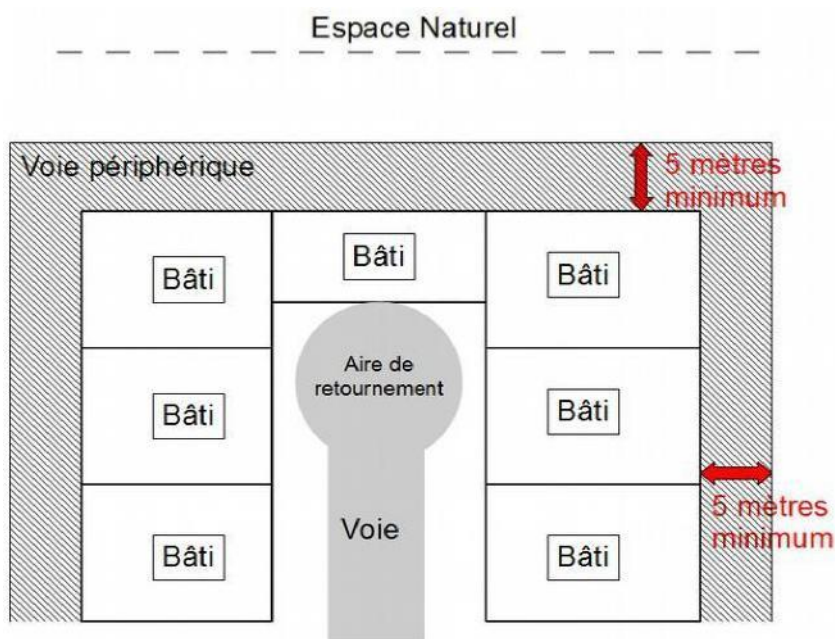 Espace Naturel
Voie périphérique
5 mètres
minimum
Bâti
Bâti
Bâti
Aire de
retournement
Bâti
Bâti
5 mètres
minimum
Voie
Bâti
Bâti